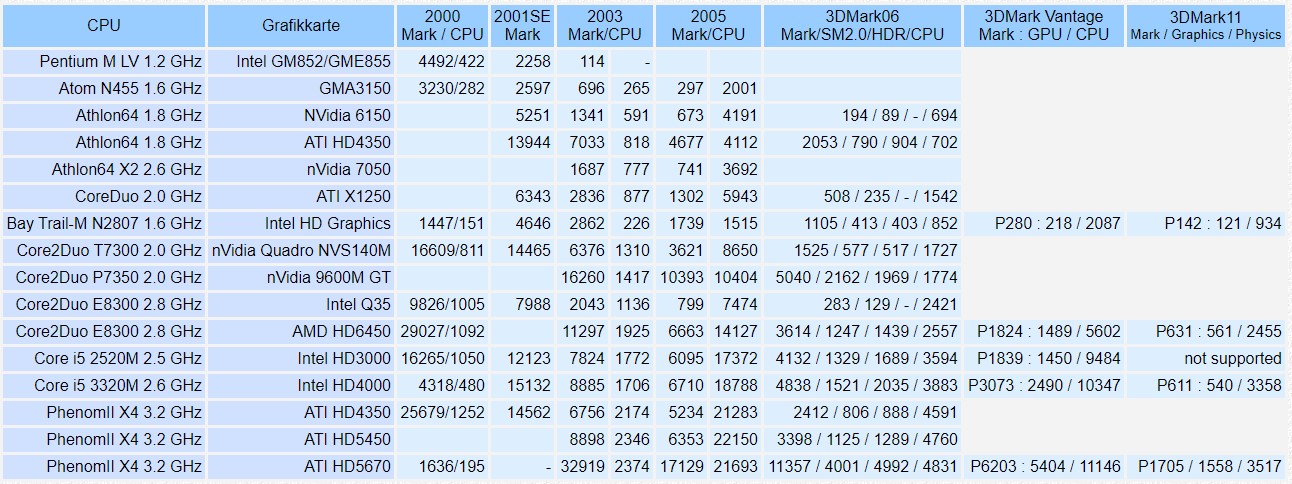 CPU Grafikkarte 2000 2001SE 2003 2005 3DMark06 3DMark Vantage 3DMark11
Mark / CPU Mark Mark/CPU Mark/CPU Mark/SM2.0/HDR/CPU Mark : GPU / CPU Mark / Graphics / Physics
Pentium M LV 1.2 GHz Intel GM852/GME855 4492/422 2258 114 -
Atom N455 1.6 GHz GMA3150 3230/282 2597 696 265 297 2001
Athlon64 1.8 GHz NVidia 6150 5251 1341 591 673 4191 194 / 89 / - / 694
Athlon64 1.8 GHz ATI HD4350 13944 7033 818 4677 4112 2053 / 790 / 904 / 702
Athlon64 X2 2.6 GHz nVidia 7050 1687 777 741 3692
CoreDuo 2.0 GHz ATI X1250 6343 2836 877 1302 5943 508 / 235 / - / 1542
Bay Trail-M N2807 1.6 GHz Intel HD Graphics 1447/151 4646 2862 226 1739 1515 1105 / 413 / 403 / 852 P280 : 218 / 2087 P142 : 121 / 934
Core2Duo T7300 2.0 GHz nVidia Quadro NVS140M 16609/811 14465 6376 1310 3621 8650 1525 / 577 / 517 / 1727
Core2Duo P7350 2.0 GHz nVidia 9600M GT 16260 1417 10393 10404 5040 / 2162 / 1969 / 1774
Core2Duo E8300 2.8 GHz Intel Q35 9826/1005 7988 2043 1136 799 7474 283 / 129 / - / 2421
Core2Duo E8300 2.8 GHz AMD HD6450 29027/1092 11297 1925 6663 14127 3614 / 1247 / 1439 / 2557 P1824 : 1489 / 5602 P631 : 561 / 2455
Core i5 2520M 2.5 GHz Intel HD3000 16265/1050 12123 7824 1772 6095 17372 4132 / 1329 / 1689 / 3594 P1839 : 1450 / 9484 not supported
Core i5 3320M 2.6 GHz Intel HD4000 4318/480 15132 8885 1706 6710 18788 4838 / 1521 / 2035 / 3883 P3073 : 2490 / 10347 P611 : 540 / 3358
PhenomII X4 3.2 GHz ATI HD4350 25679/1252 14562 6756 2174 5234 21283 2412 / 806 / 888 / 4591
PhenomII X4 3.2 GHz ATI HD5450 8898 2346 6353 22150 3398 / 1125 / 1289 / 4760
PhenomII X4 3.2 GHz ATI HD5670 1636/195 - 32919 2374 17129 21693 11357 / 4001 / 4992 / 4831 P6203 : 5404 / 11146 P1705 / 1558 / 3517